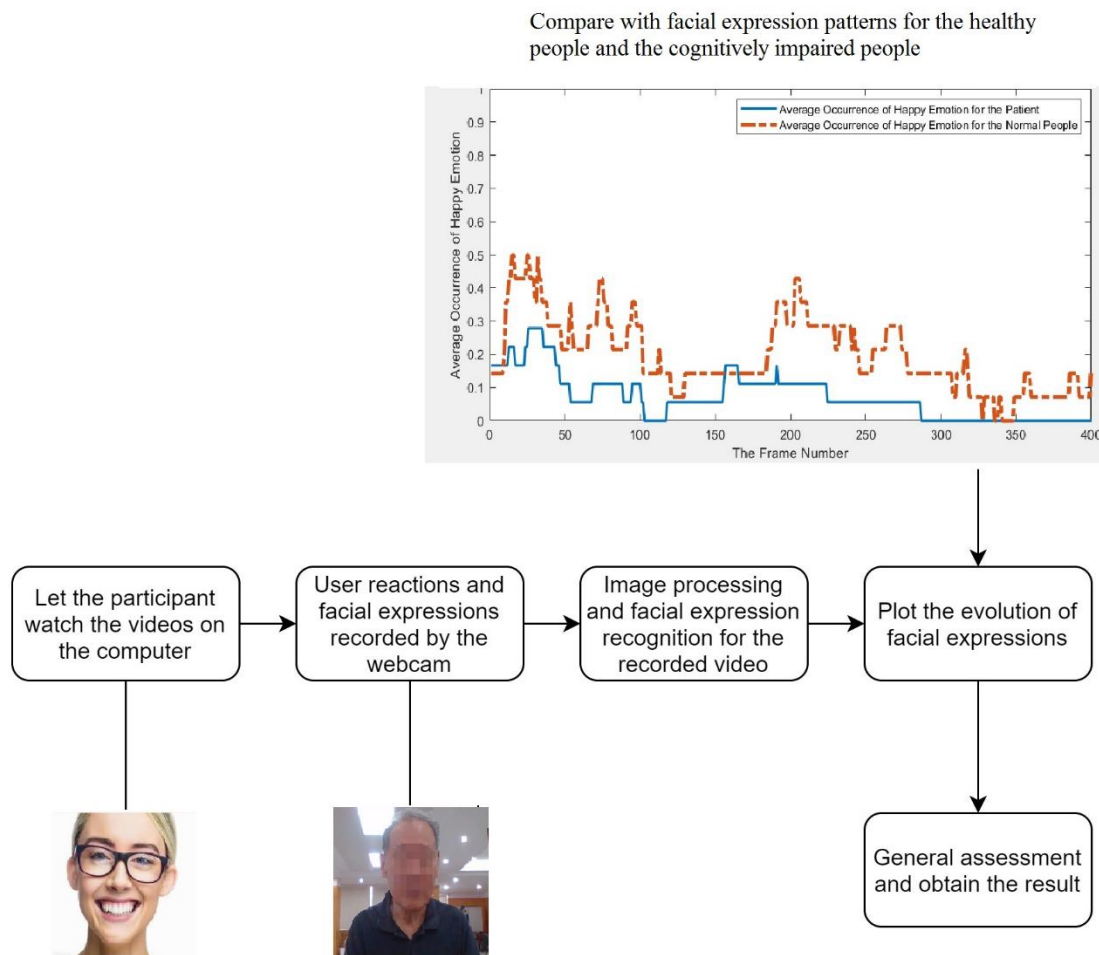 Compare with facial expression patterns for the healthy
people and the cognitively impaired people
Average Occurrence of Happy Emotion for the Patient
Average Occurrence of Happy Emotion for the Normal People
1
0.9
0.8
0.7
0.6
0.5
0.4
0.3
0.2
0.1
0
Average Occurrence of Happy Emotion
0 50 100 150 200 250 300 350 400
The Frame Number
Let the participant
watch the videos on
the computer
User reactions and
facial expressions
recorded by the
webcam
Image processing
and facial expression
recognition for the
recorded video
Plot the evolution of
facial expressions
General assessment
and obtain the result